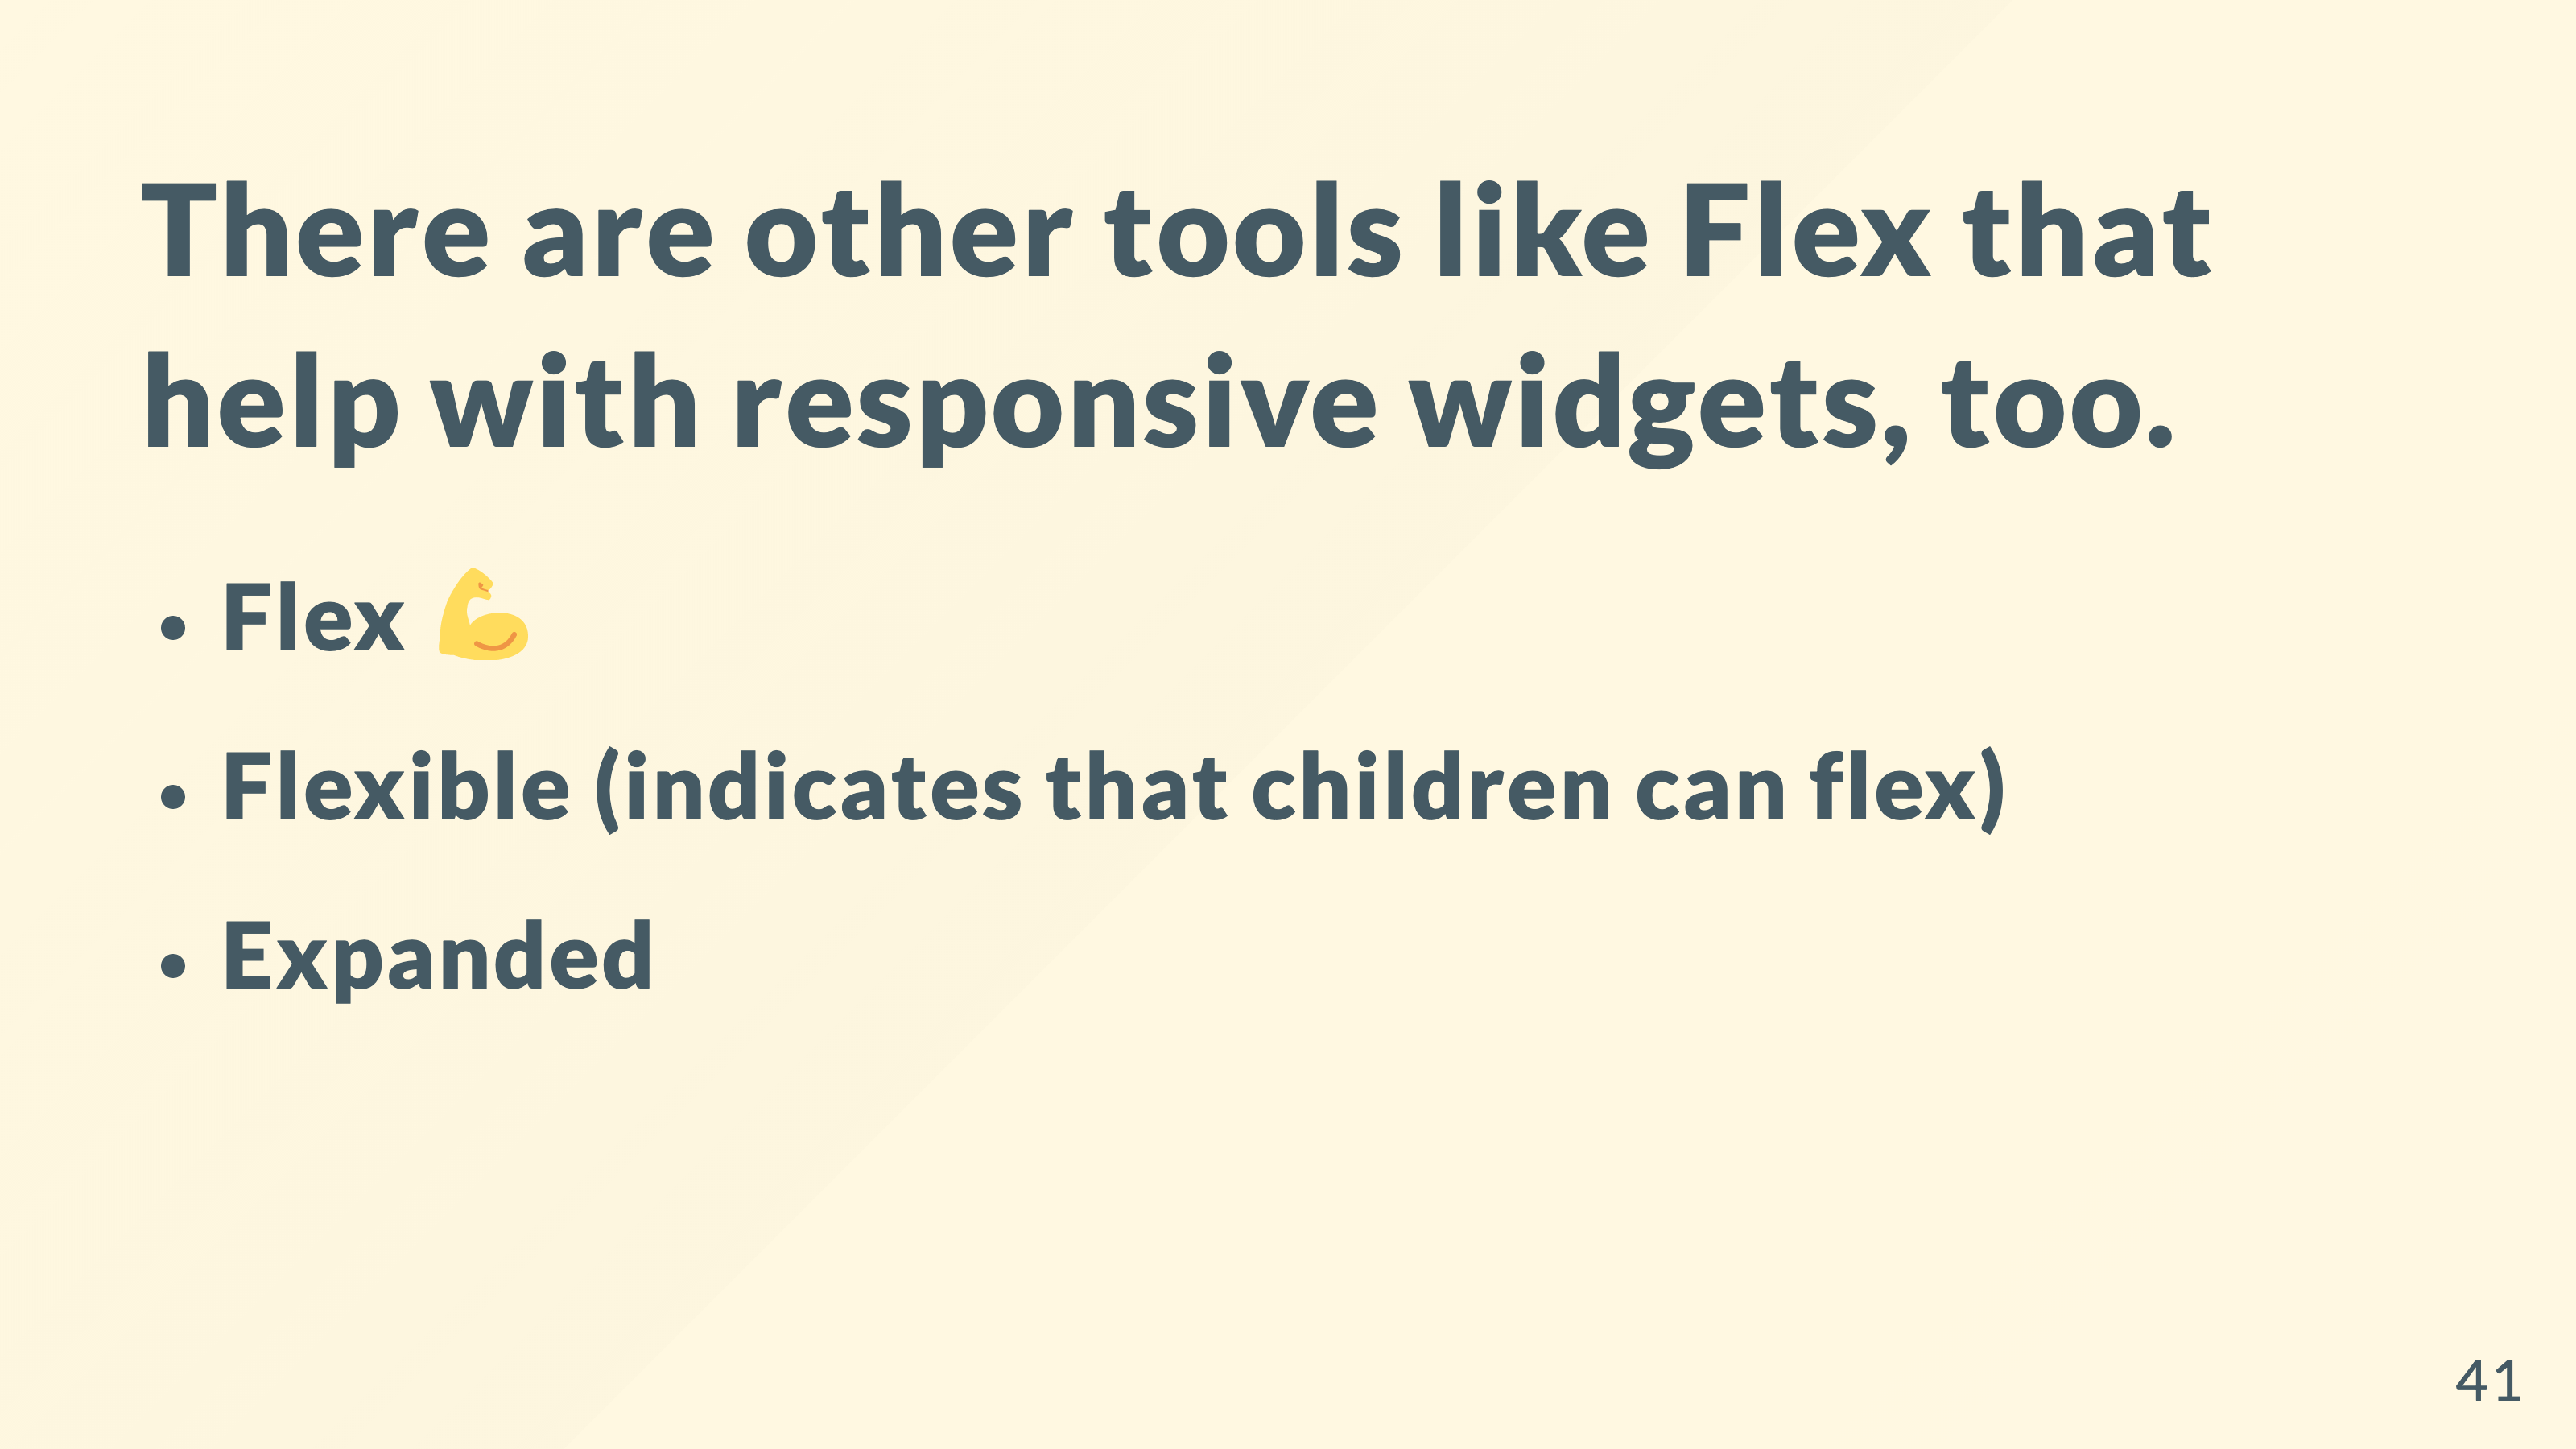 There are other tools like Flex that
help with responsive widgets, too.
• Flex 💪
• Flexible (indicates that children can flex)
• Expanded
41